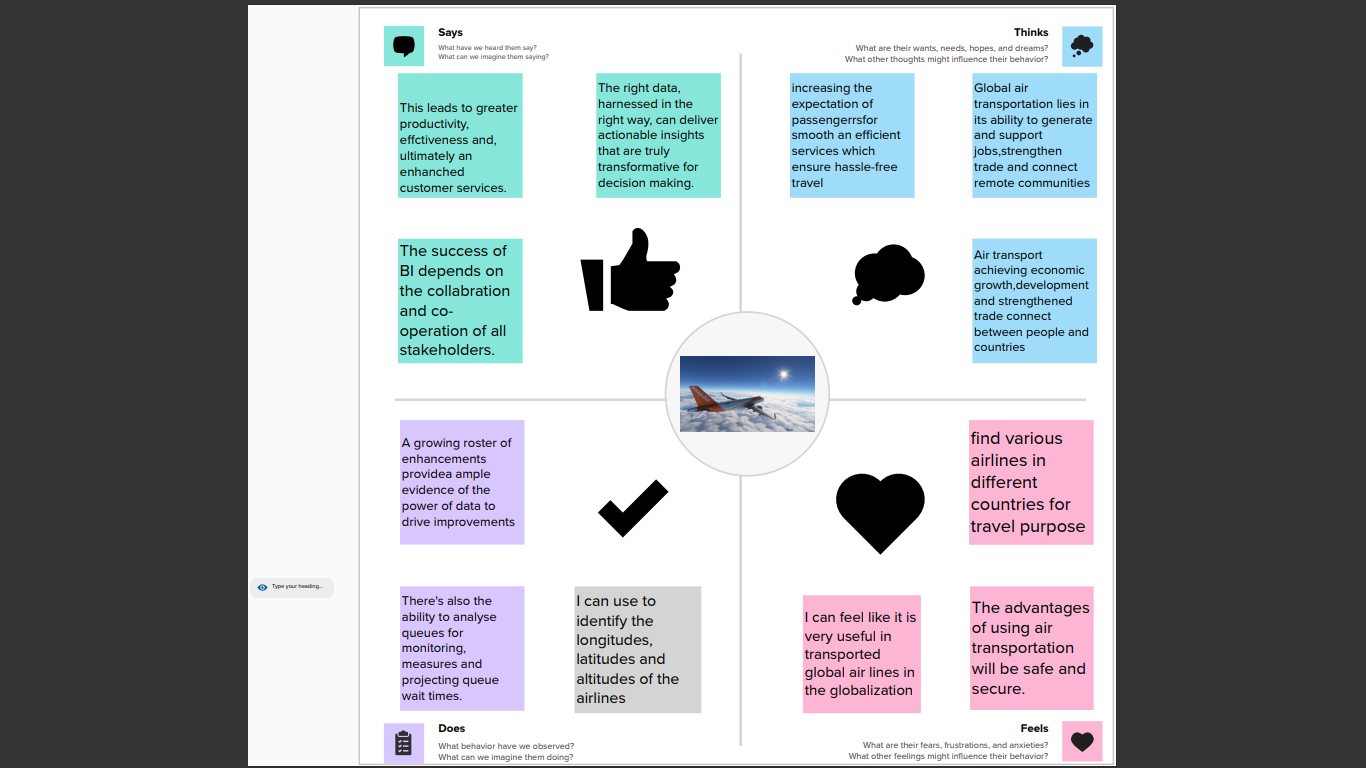 Says
What have we heard them say?
What can we imagine them saying?
Thinks
What are their wants, needs, hopes, and dreams?
What other thoughts might influence their behavior?
This leads to greater
productivity,
effctiveness and,
ultimately an
enhanched
customer services.
The right data,
harnessed in the
right way, can deliver
actionable insights
that are truly
transformative for
decision making.
increasing the
expectation of
passengerrsfor
smooth an efficient
services which
ensure hassle-free
travel
Global air
transportation lies in
its ability to generate
and support
jobs,strengthen
trade and connect
remote communities
The success of
BI depends on
the collabration
and co-
operation of all
stakeholders.
Air transport
achieving economic
growth,development
and strengthened
trade connect
between people and
countries
A growing roster of
enhancements
providea ample
evidence of the
power of data to
drive improvements
find various
airlines in
different
countries for
travel purpose
Type your heading...
There's also the
ability to analyse
queues for
monitoring,
measures and
projecting queue
wait times.
I can use to
identify the
longitudes,
latitudes and
altitudes of the
airlines
I can feel like it is
very useful in
transported
global air lines in
the globalization
The advantages
of using air
transportation
will be safe and
secure.
Does
What behavior have we observed?
What can we imagine them doing?
Feels
What are their fears, frustrations, and anxieties?
What other feelings might influence their behavior?